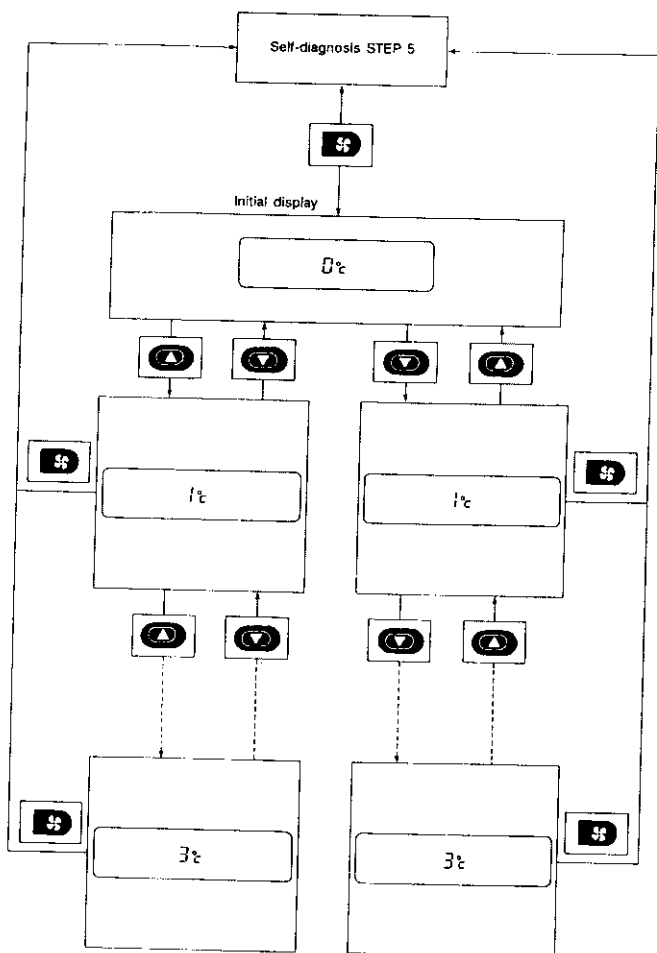 Self-diagnosis STEP 5
Initial display
0℃
1℃
1℃
3℃
3℃